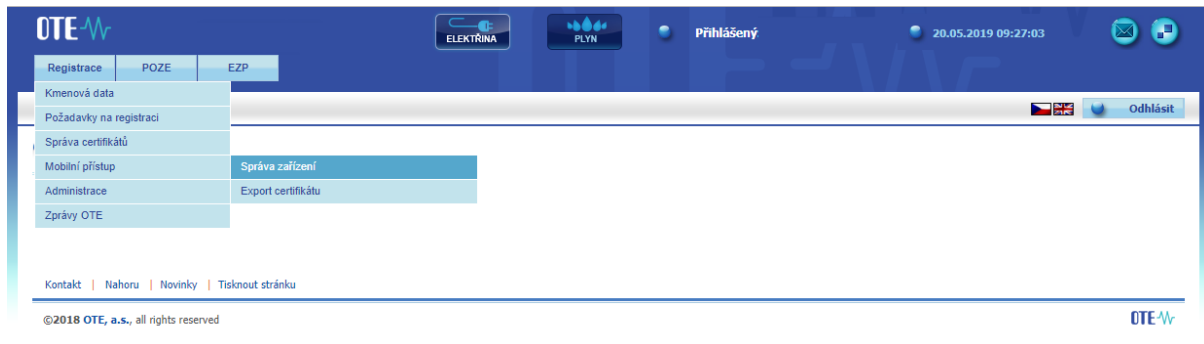 OTE
ELEKTŘINA PLYN Přihlášený: 20.05.2019 09:27:03
Registrace POZE EZP
Kmenová data
Požadavky na registraci Odhlásit
Správa certifikátů
Mobilní přístup Správa zařízení
Administrace Export certifikátu
Zprávy OTE
Kontakt | Nahoru | Novinky | Tisknout stránku
©2018 OTE, a.s., all rights reserved OTE